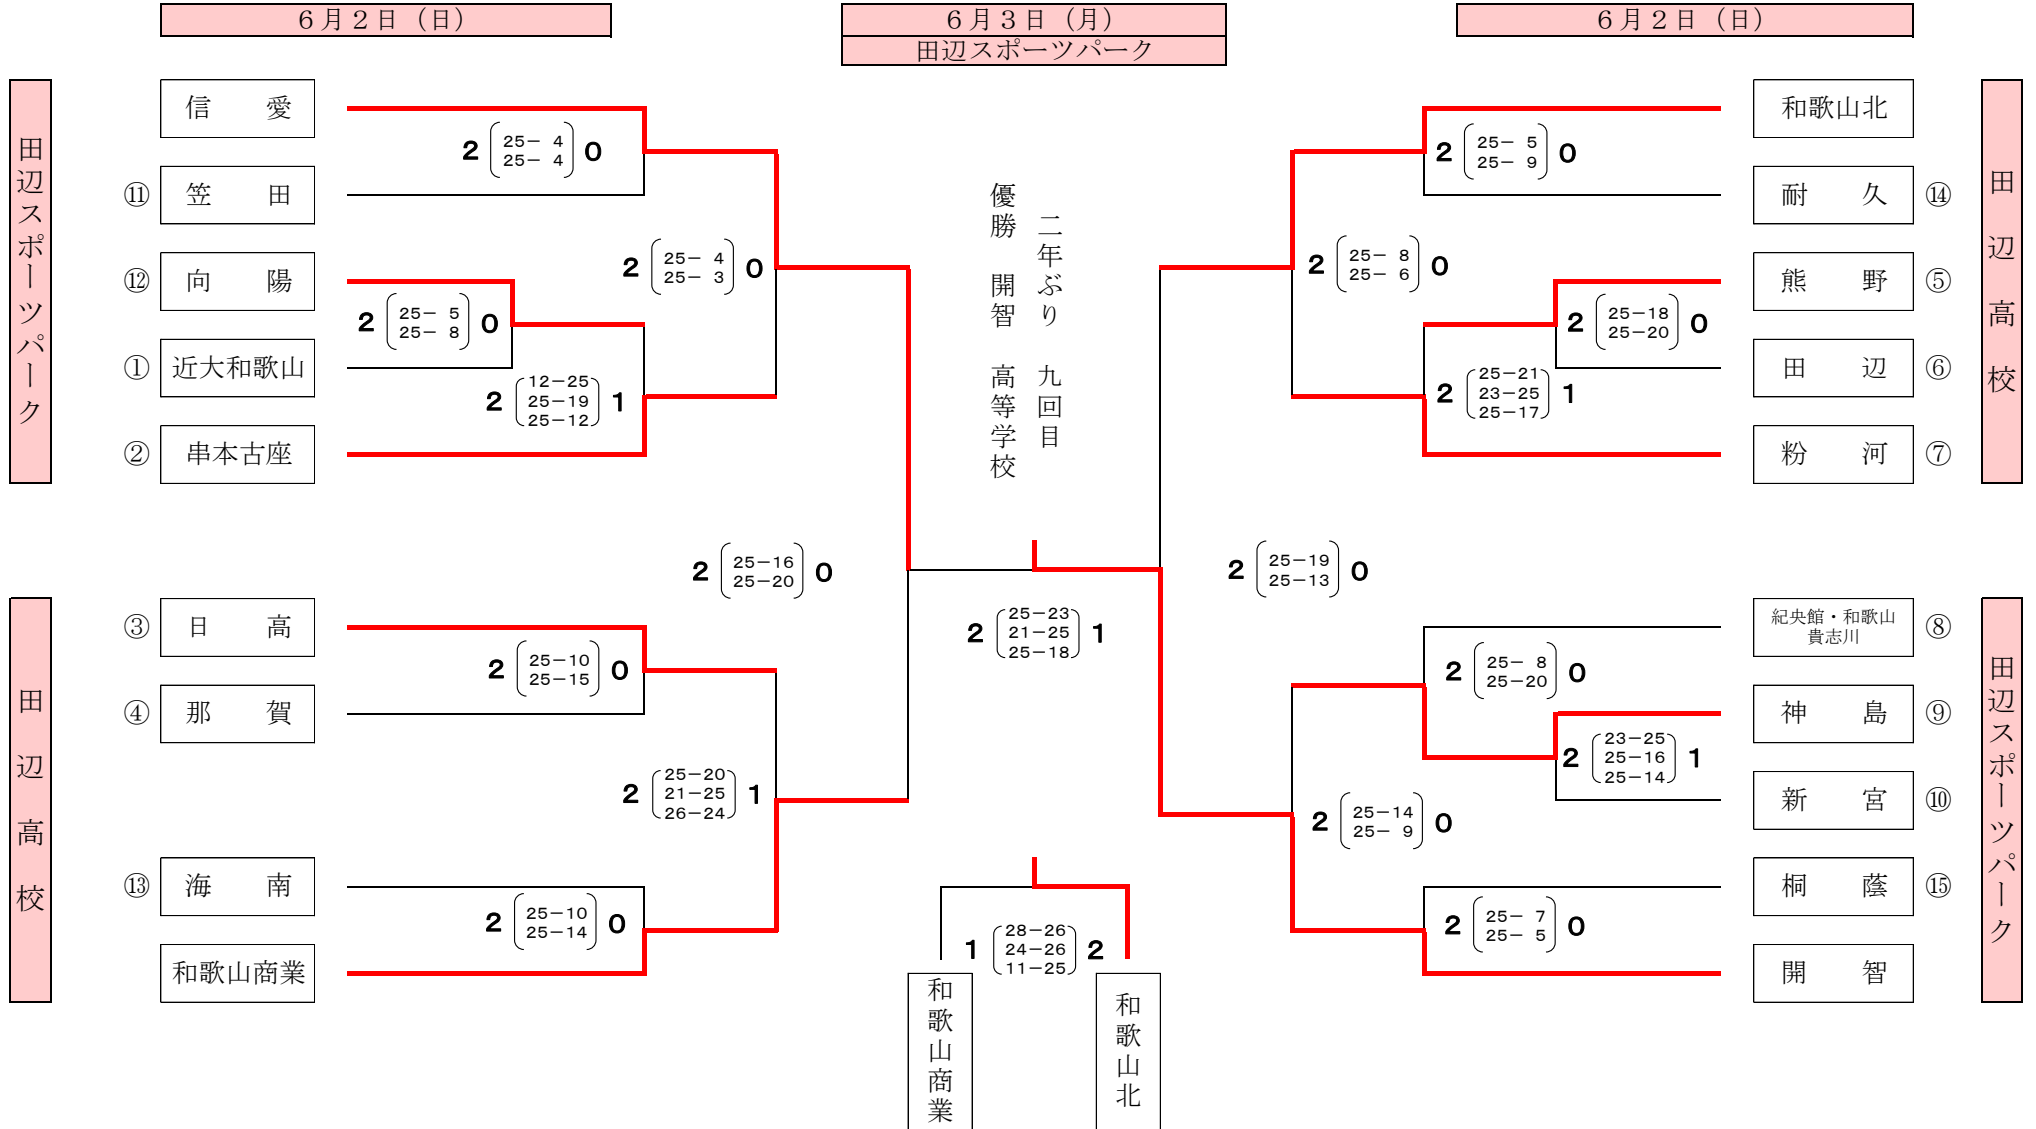 ６月２日（日）
６月３日（月）
田辺スポーツパーク
６月２日（日）
田辺スポーツパーク
信　愛
2 25－ 4 0
25－ 4
⑪ 笠　田
⑫ 向　陽
2 25－ 5 0
25－ 8
① 近大和歌山
② 串本古座
12－25
2 25－19 1
25－12
2 25－ 4 0
25－ 3
田辺高校
③ 日　高
2 25－10 0
25－15
④ 那　賀
25－20
2 21－25 1
26－24
⑬ 海　南
2 25－10 0
25－14
和歌山商業
2 25－16 0
25－20
二年ぶり　九回目
優勝　開智　高等学校
25－23
2 21－25 1
25－18
28－26
1 24－26 2
11－25
和歌山商業
和歌山北
2 25－19 0
25－13
和歌山北
2 25－ 5 0
25－ 9
耐　久 ⑭
2 25－ 8 0
25－ 6
熊　野 ⑤
2 25－18 0
25－20
田　辺 ⑥
25－21
2 23－25 1
25－17
粉　河 ⑦
田辺高校
紀央館・和歌山
貴志川
⑧
2 25－ 8 0
25－20
神　島 ⑨
23－25
2 25－16 1
25－14
新　宮 ⑩
2 25－14 0
25－ 9
桐　蔭 ⑮
2 25－ 7 0
25－ 5
開　智
田辺スポーツパーク